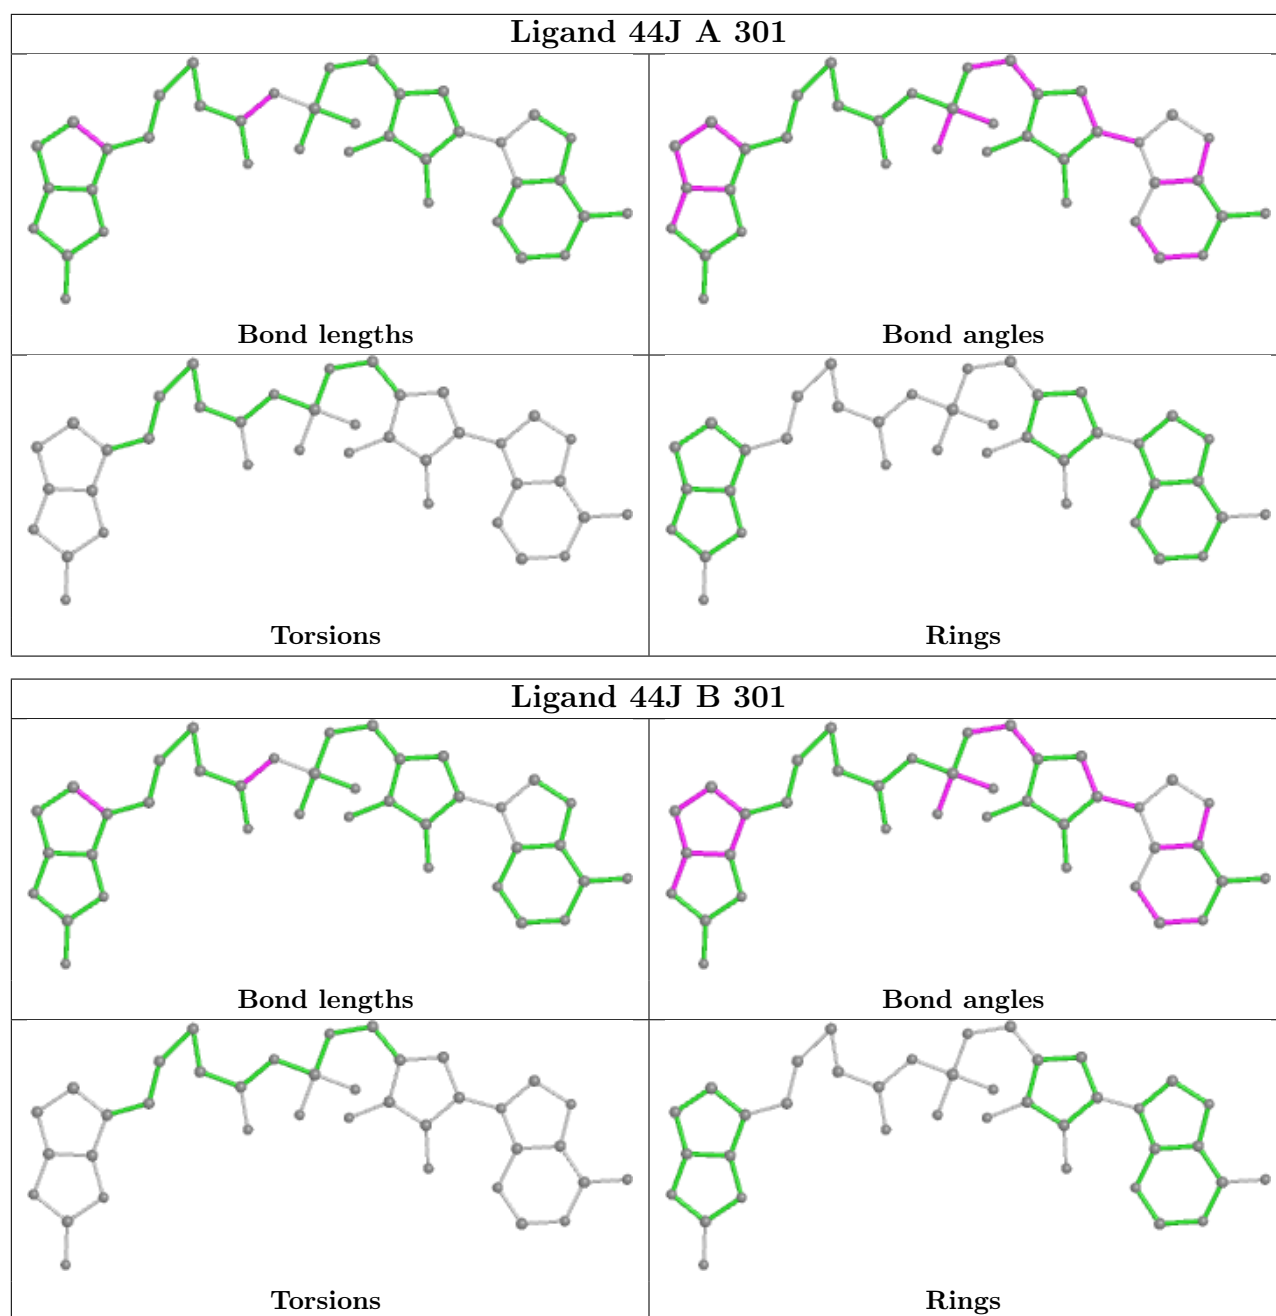 Ligand 44J A 301
Bond lengths
Bond angles
Torsions
Rings
Ligand 44J B 301
Bond lengths
Bond angles
Torsions
Rings